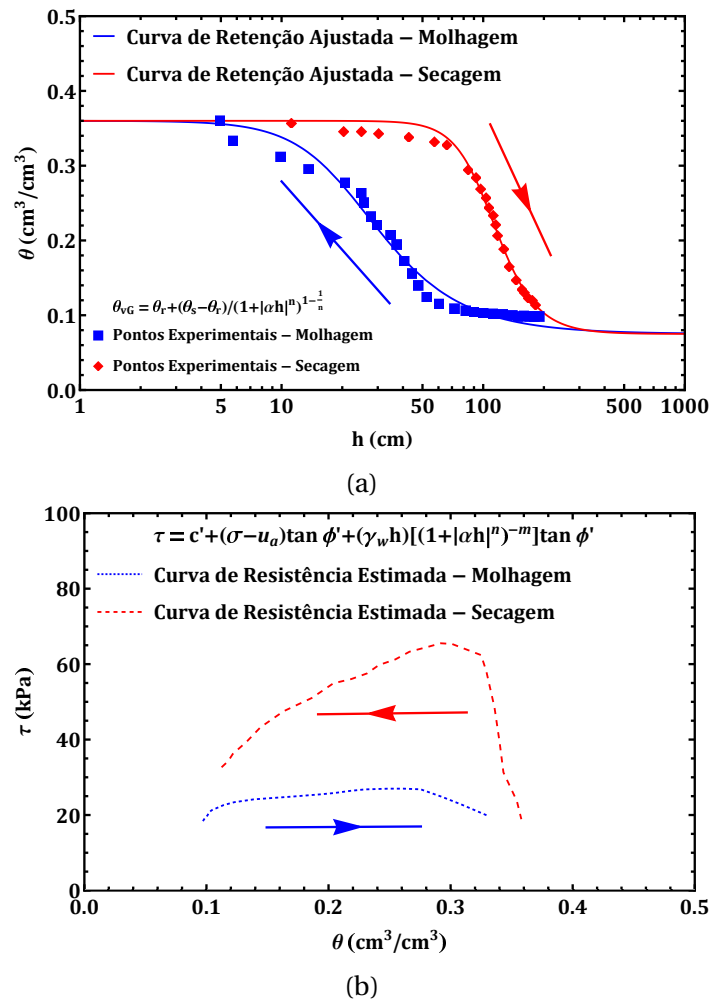 0.5
Curva de Retenção Ajustada – Molhagem
Curva de Retenção Ajustada – Secagem
0.4
0.3
θ (cm³/cm³)
0.2
θvG = θr+(θs−θr)/(1+|αh|ⁿ)^(1−1/n)
Pontos Experimentais – Molhagem
Pontos Experimentais – Secagem
0.1
0.0
1 5 10 50 100 500 1000
h (cm)
(a)
100
τ = c'+(σ−uₐ)tan ϕ'+(γwh)[(1+|αh|ⁿ)⁻ᵐ]tan ϕ'
Curva de Resistência Estimada – Molhagem
80
Curva de Resistência Estimada – Secagem
60
τ (kPa)
40
20
0
0.0 0.1 0.2 0.3 0.4 0.5
θ (cm³/cm³)
(b)